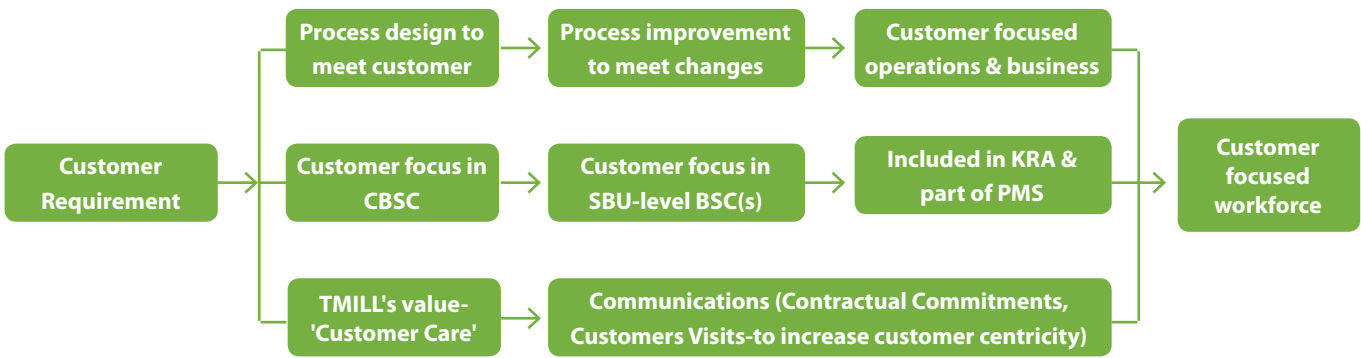 Process design to
meet customer
Process improvement
to meet changes
Customer focused
operations & business
Customer
Requirement
Customer focus in
CBSC
Customer focus in
SBU-level BSC(s)
Included in KRA &
part of PMS
Customer
focused
workforce
TMILL's value-
'Customer Care'
Communications (Contractual Commitments,
Customers Visits-to increase customer centricity)